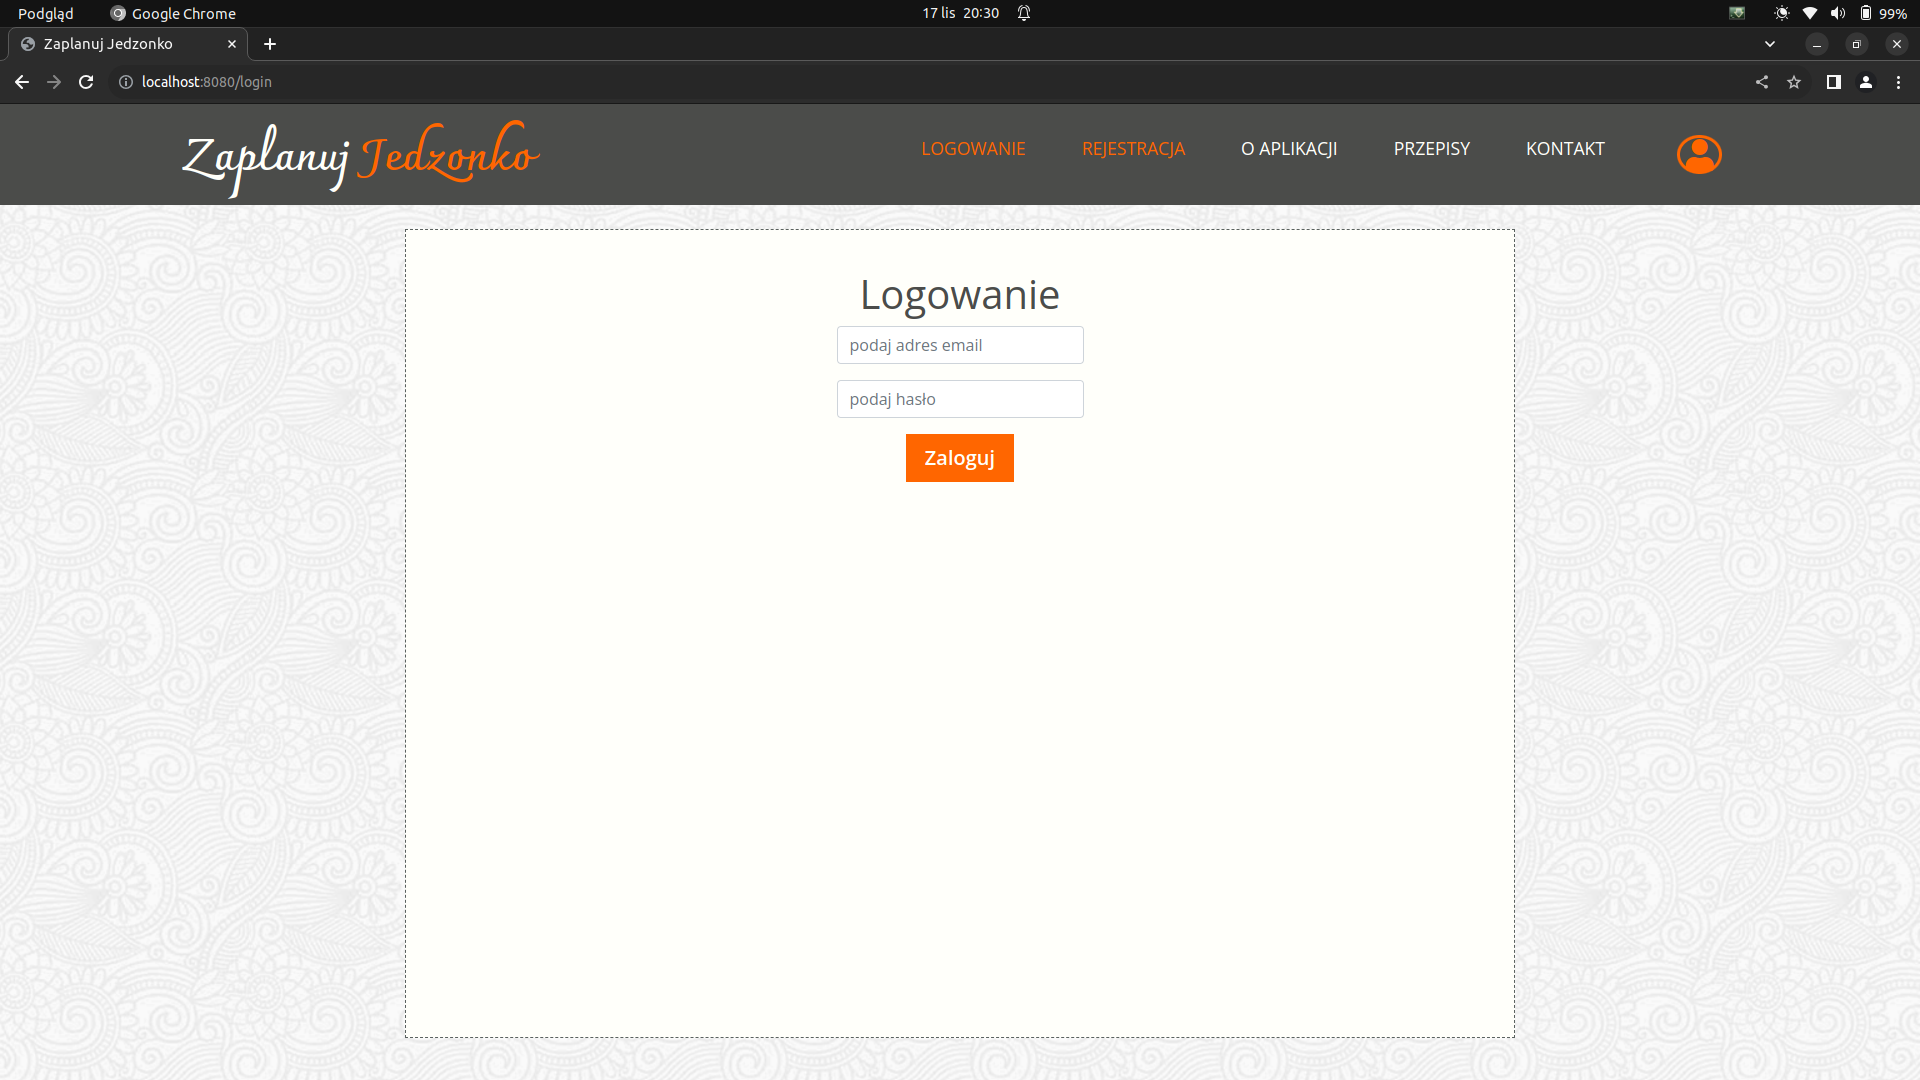 Podgląd Google Chrome 17 lis 20:30 99%
Zaplanuj Jedzonko
localhost:8080/login
Zaplanuj Jedzonko LOGOWANIE REJESTRACJA O APLIKACJI PRZEPISY KONTAKT
Logowanie
podaj adres email
podaj hasło
Zaloguj